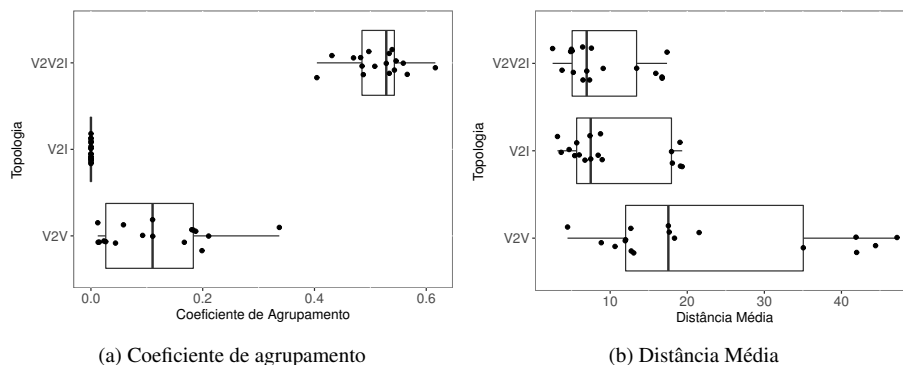 V2V2I
V2I
V2V
Topologia
0.0 0.2 0.4 0.6
Coeficiente de Agrupamento
(a) Coeficiente de agrupamento
V2V2I
V2I
V2V
Topologia
10 20 30 40
Distância Média
(b) Distância Média